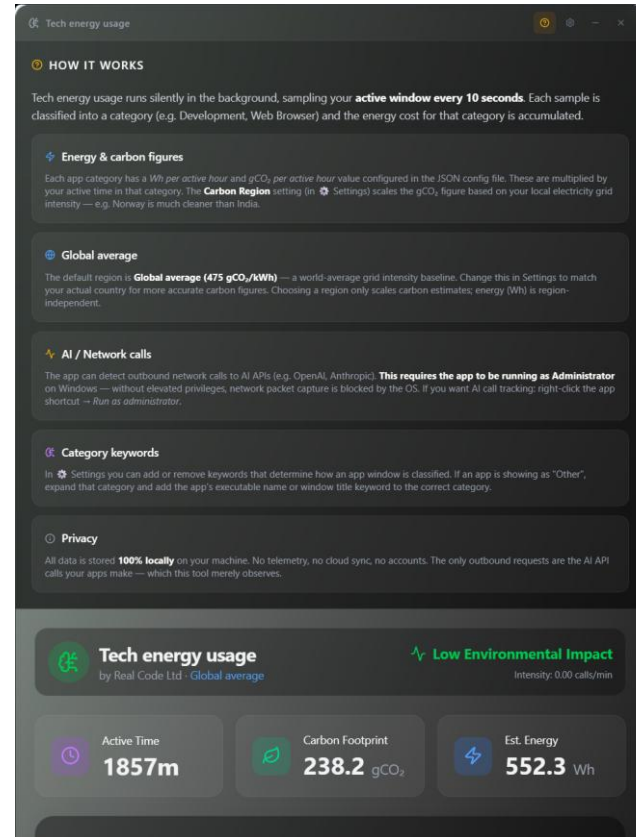 Tech energy usage
HOW IT WORKS
Tech energy usage runs silently in the background, sampling your active window every 10 seconds. Each sample is
classified into a category (e.g. Development, Web Browser) and the energy cost for that category is accumulated.
Energy & carbon figures
Each app category has a Wh per active hour and gCO₂ per active hour value configured in the JSON config file. These are multiplied by
your active time in that category. The Carbon Region setting (in ⚙ Settings) scales the gCO₂ figure based on your local electricity grid
intensity — e.g. Norway is much cleaner than India.
Global average
The default region is Global average (475 gCO₂/kWh) — a world-average grid intensity baseline. Change this in Settings to match
your actual country for more accurate carbon figures. Choosing a region only scales carbon estimates; energy (Wh) is region-
independent.
AI / Network calls
The app can detect outbound network calls to AI APIs (e.g. OpenAI, Anthropic). This requires the app to be running as Administrator
on Windows — without elevated privileges, network packet capture is blocked by the OS. If you want AI call tracking: right-click the app
shortcut → Run as administrator.
Category keywords
In ⚙ Settings you can add or remove keywords that determine how an app window is classified. If an app is showing as "Other",
expand that category and add the app's executable name or window title keyword to the correct category.
Privacy
All data is stored 100% locally on your machine. No telemetry, no cloud sync, no accounts. The only outbound requests are the AI API
calls your apps make — which this tool merely observes.
Tech energy usage
by Real Code Ltd · Global average
Low Environmental Impact
Intensity: 0.00 calls/min
Active Time
1857m
Carbon Footprint
238.2 gCO₂
Est. Energy
552.3 Wh